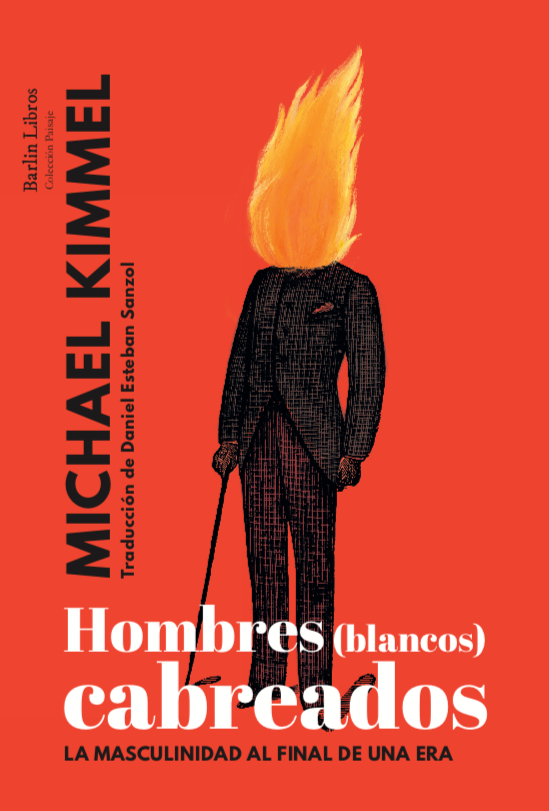 Barlin Libros
Colección Paisaje
MICHAEL KIMMEL
Traducción de Daniel Esteban Sanzol
Hombres (blancos)
cabreados
LA MASCULINIDAD AL FINAL DE UNA ERA